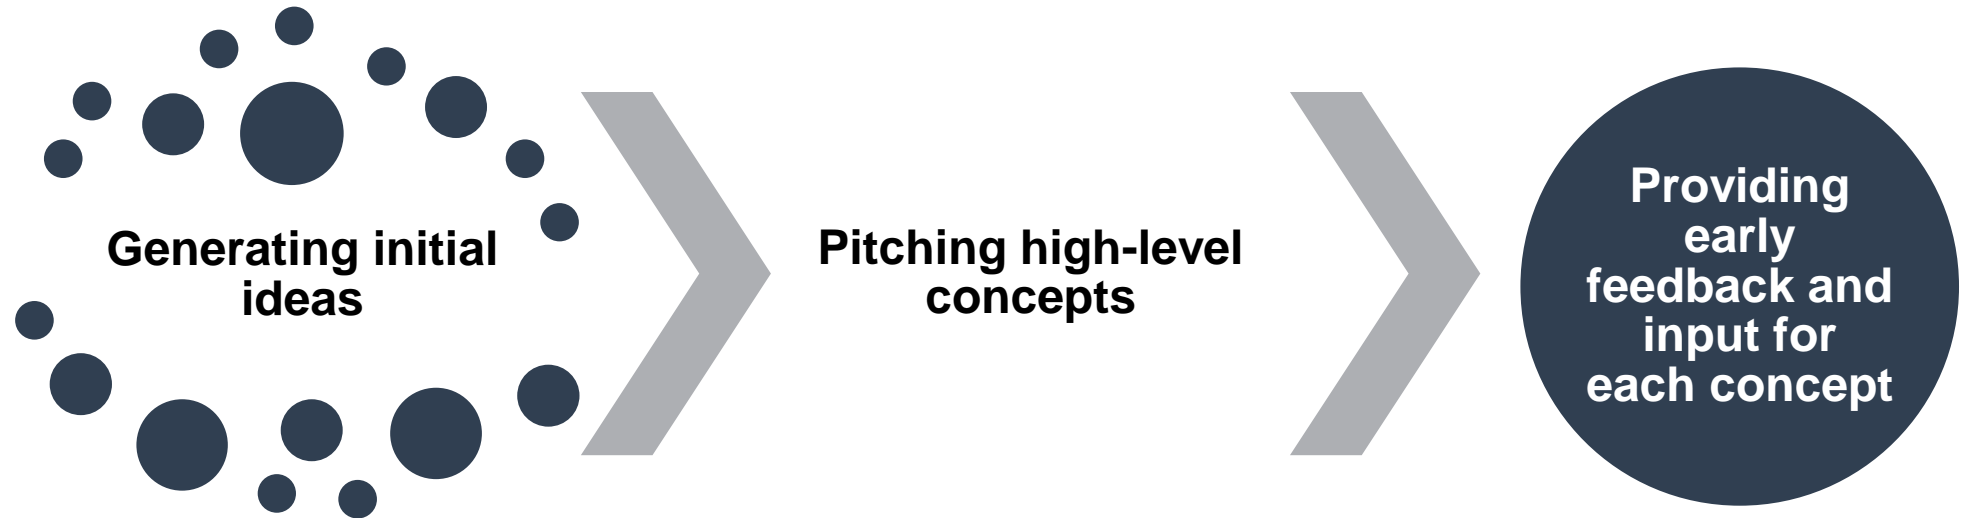 Generating initial
ideas
Pitching high-level
concepts
Providing
early
feedback and
input for
each concept